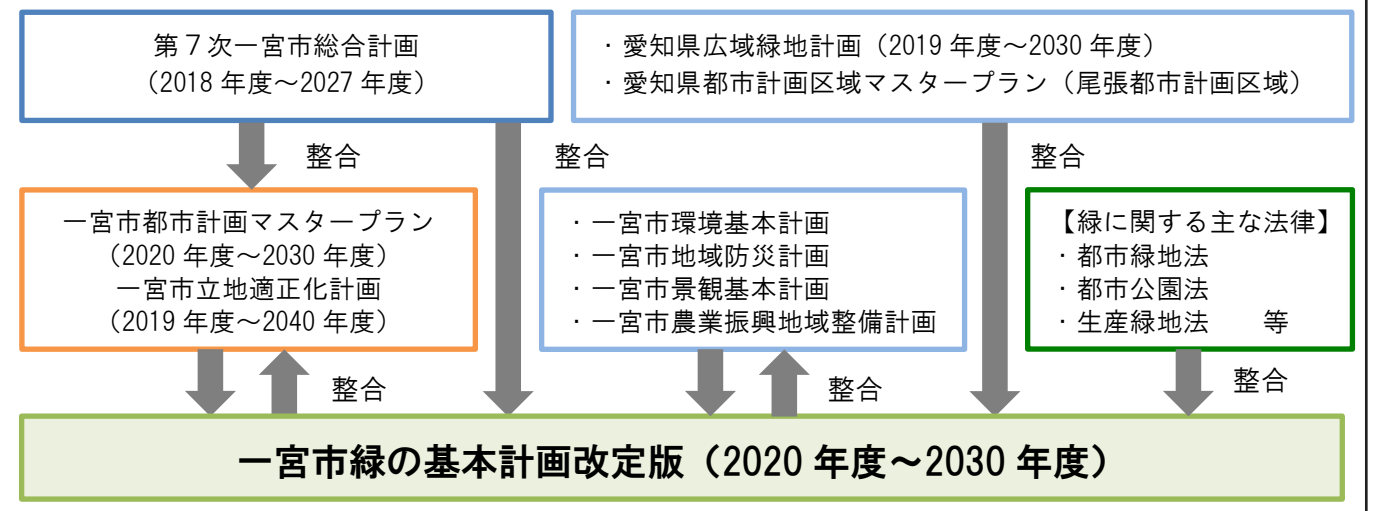 第７次一宮市総合計画
（2018 年度～2027 年度）
・愛知県広域緑地計画（2019 年度～2030 年度）
・愛知県都市計画区域マスタープラン（尾張都市計画区域）
整合
整合
整合
一宮市都市計画マスタープラン
（2020 年度～2030 年度）
一宮市立地適正化計画
（2019 年度～2040 年度）
・一宮市環境基本計画
・一宮市地域防災計画
・一宮市景観基本計画
・一宮市農業振興地域整備計画
【緑に関する主な法律】
・都市緑地法
・都市公園法
・生産緑地法　　等
整合
整合
整合
一宮市緑の基本計画改定版（2020 年度～2030 年度）